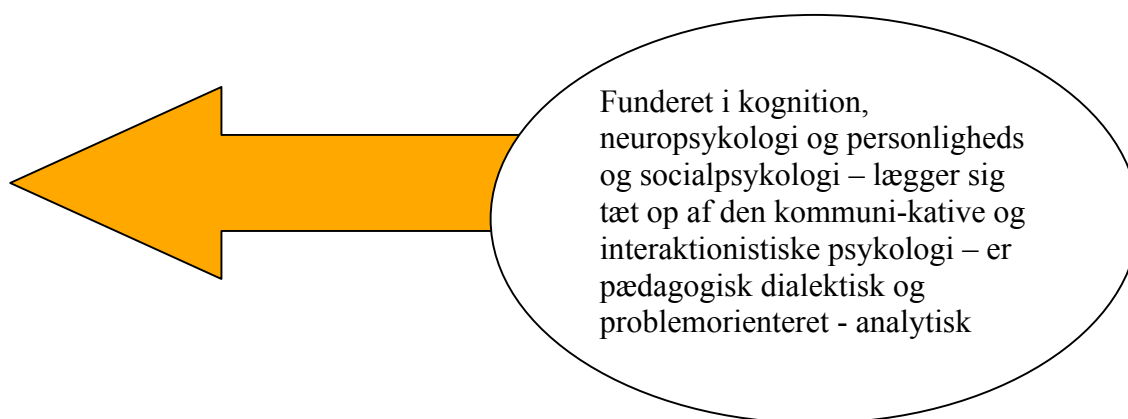 Funderet i kognition,
neuropsykologi og personligheds
og socialpsykologi – lægger sig
tæt op af den kommuni-kative og
interaktionistiske psykologi – er
pædagogisk dialektisk og
problemorienteret - analytisk